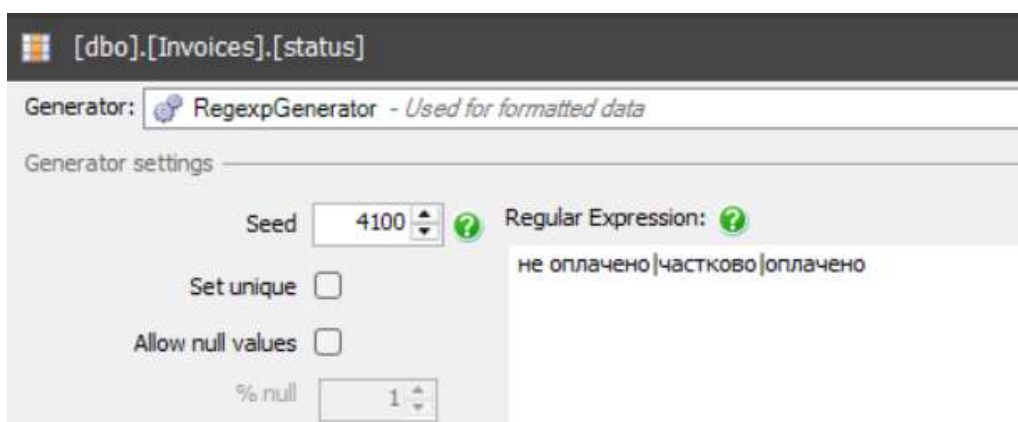 [dbo].[Invoices].[status]
Generator: RegexpGenerator - Used for formatted data
Generator settings
Seed 4100 ? Regular Expression: ?
не оплачено|частково|оплачено
Set unique
Allow null values
% null 1